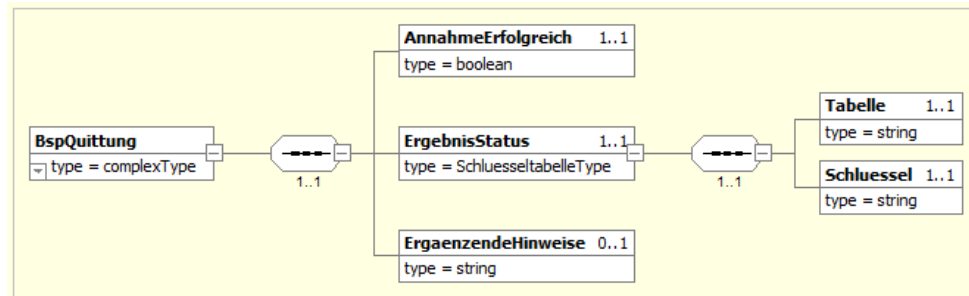 AnnahmeErfolgreich 1..1
type = boolean
BspQuittung
type = complexType
1..1
ErgebnisStatus 1..1
type = SchluesseltabelleType
1..1
Tabelle 1..1
type = string
Schluessel 1..1
type = string
ErgaenzendeHinweise 0..1
type = string